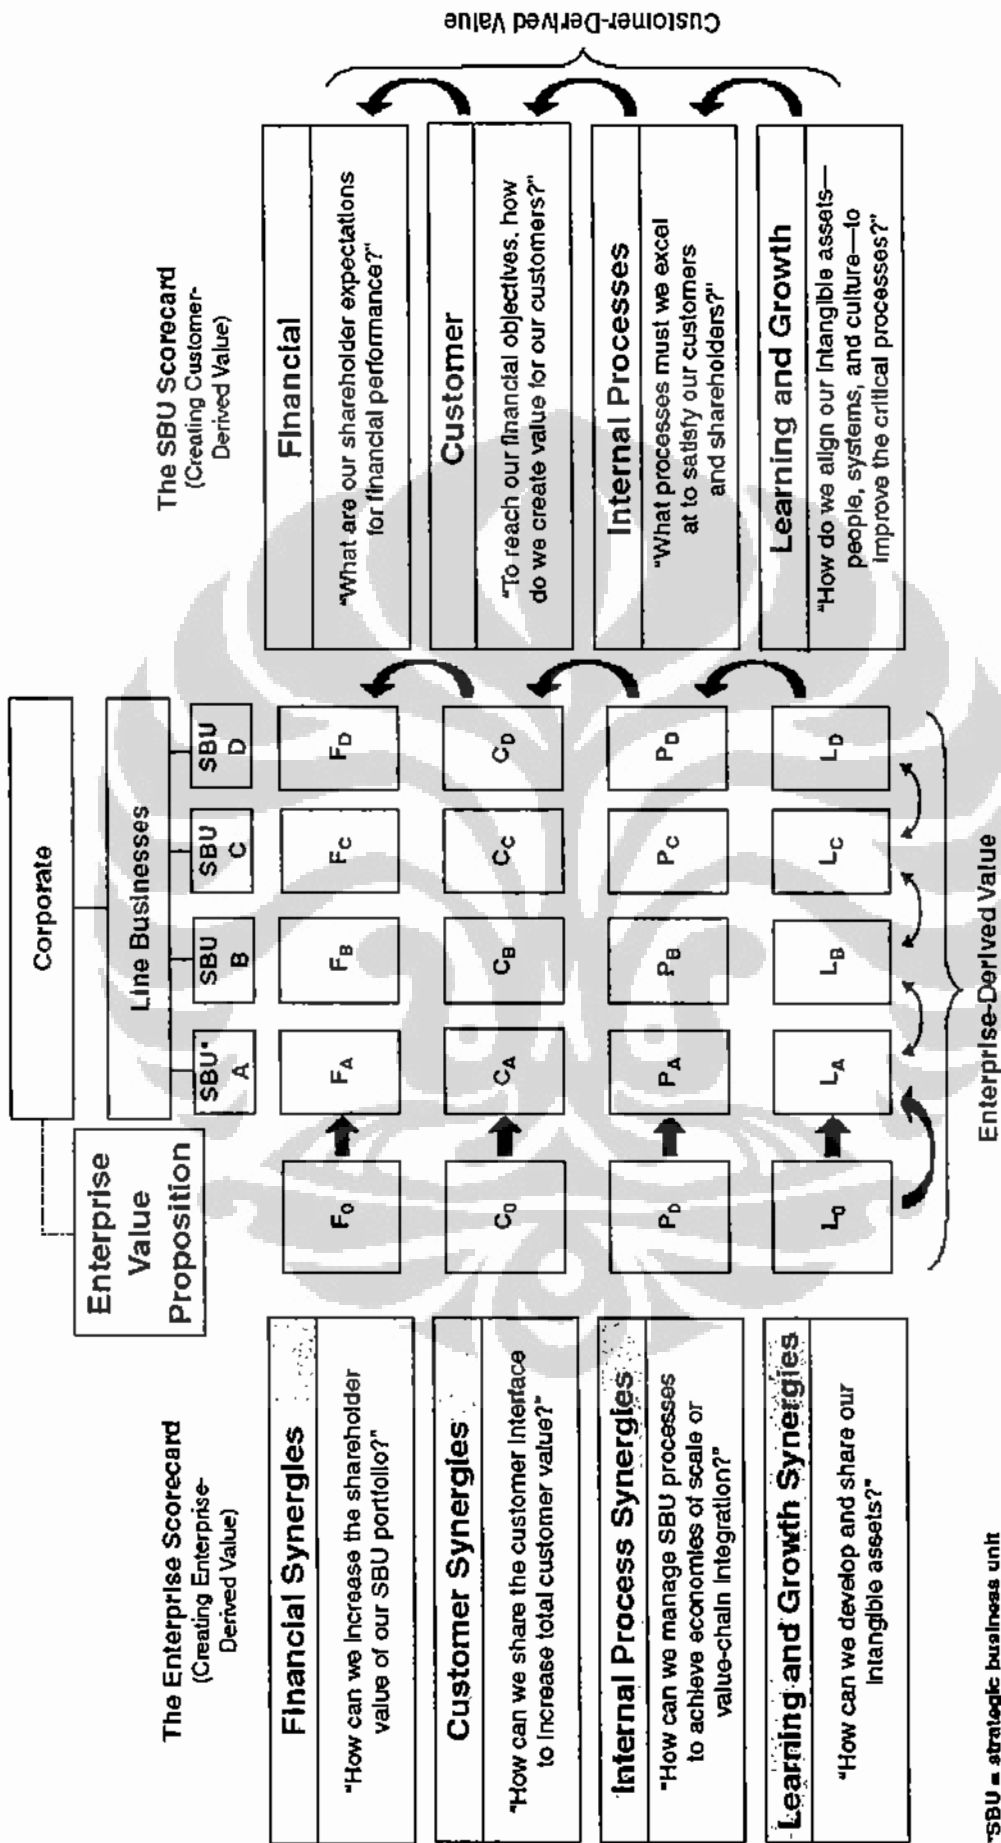 Corporate
Enterprise
Value
Proposition
Line Businesses
The Enterprise Scorecard
(Creating Enterprise-
Derived Value)
SBU*
A
SBU
B
SBU
C
SBU
D
The SBU Scorecard
(Creating Customer-
Derived Value)
Financial Synergies
"How can we increase the shareholder
value of our SBU portfolio?"
F0
FA
FB
FC
FD
Financial
"What are our shareholder expectations
for financial performance?"
Customer Synergies
"How can we share the customer interface
to increase total customer value?"
C0
CA
CB
CC
CD
Customer
"To reach our financial objectives, how
do we create value for our customers?"
Internal Process Synergies
"How can we manage SBU processes
to achieve economies of scale or
value-chain integration?"
P0
PA
PB
PC
PD
Internal Processes
"What processes must we excel
at to satisfy our customers
and shareholders?"
Learning and Growth Synergies
"How can we develop and share our
intangible assets?"
L0
LA
LB
LC
LD
Learning and Growth
"How do we align our intangible assets—
people, systems, and culture—to
improve the critical processes?"
Customer-Derived Value
Enterprise-Derived Value
*SBU = strategic business unit